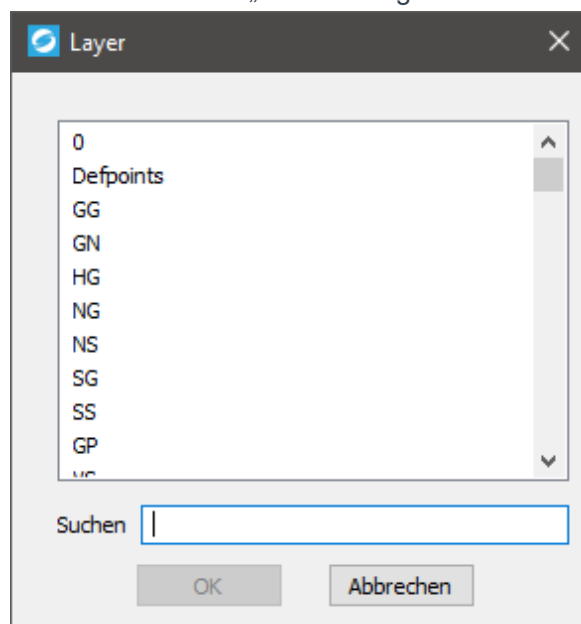 Layer
0
Defpoints
GG
GN
HG
NG
NS
SG
SS
GP
Suchen
OK Abbrechen